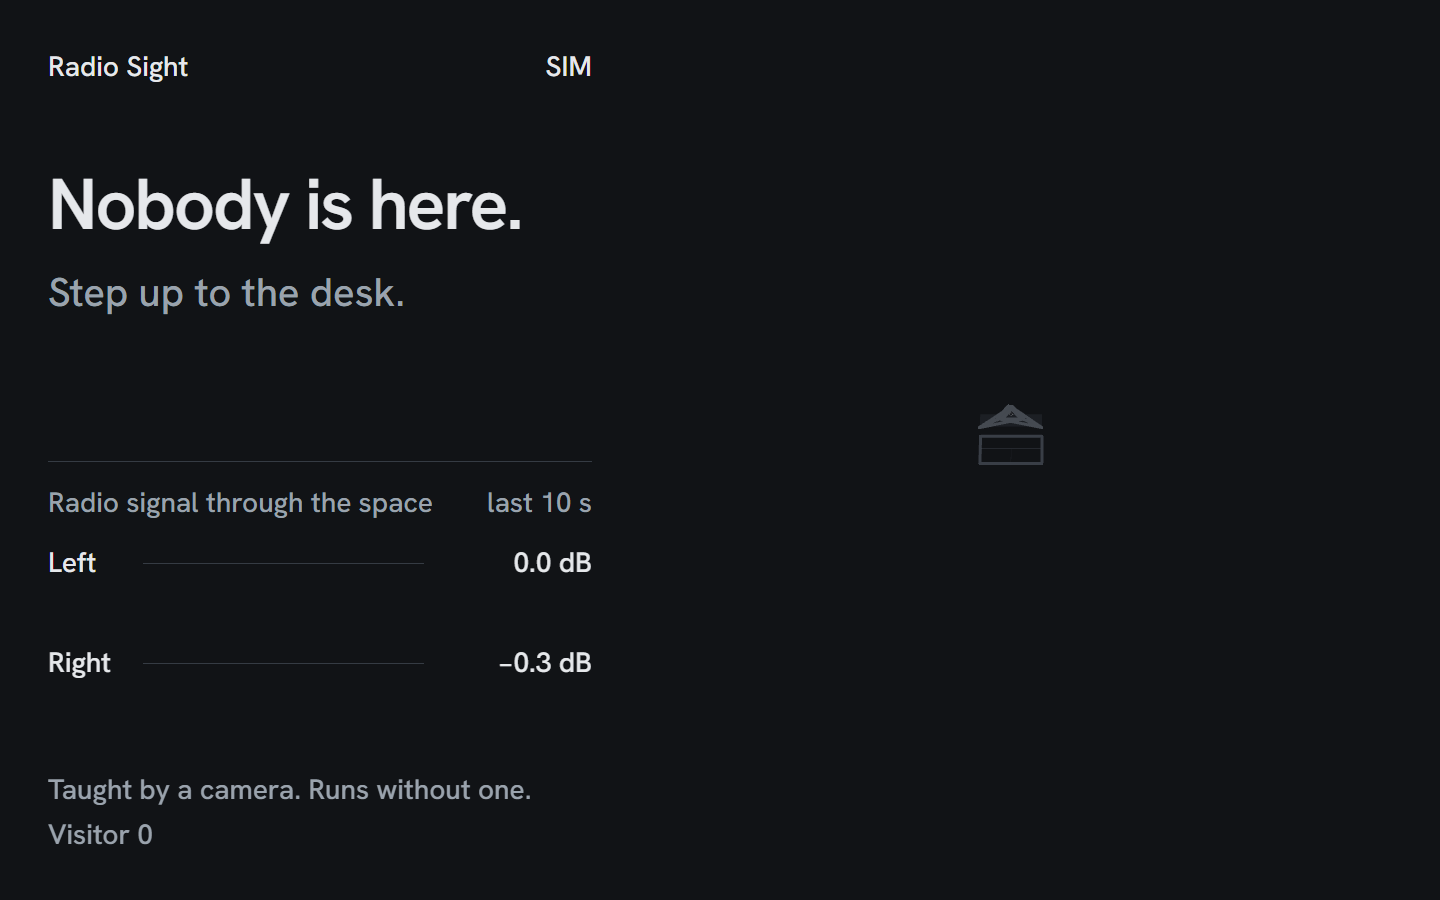 Radio Sight SIM
Nobody is here.
Step up to the desk.
Radio signal through the space last 10 s
Left 0.0 dB
Right −0.3 dB
Taught by a camera. Runs without one.
Visitor 0